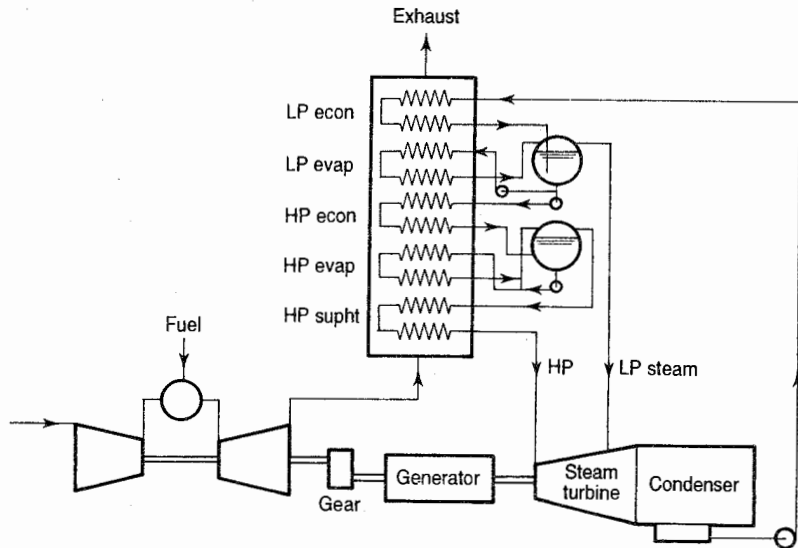 Exhaust
LP econ
LP evap
HP econ
HP evap
HP supht
Fuel
HP
LP steam
Gear
Generator
Steam
turbine
Condenser